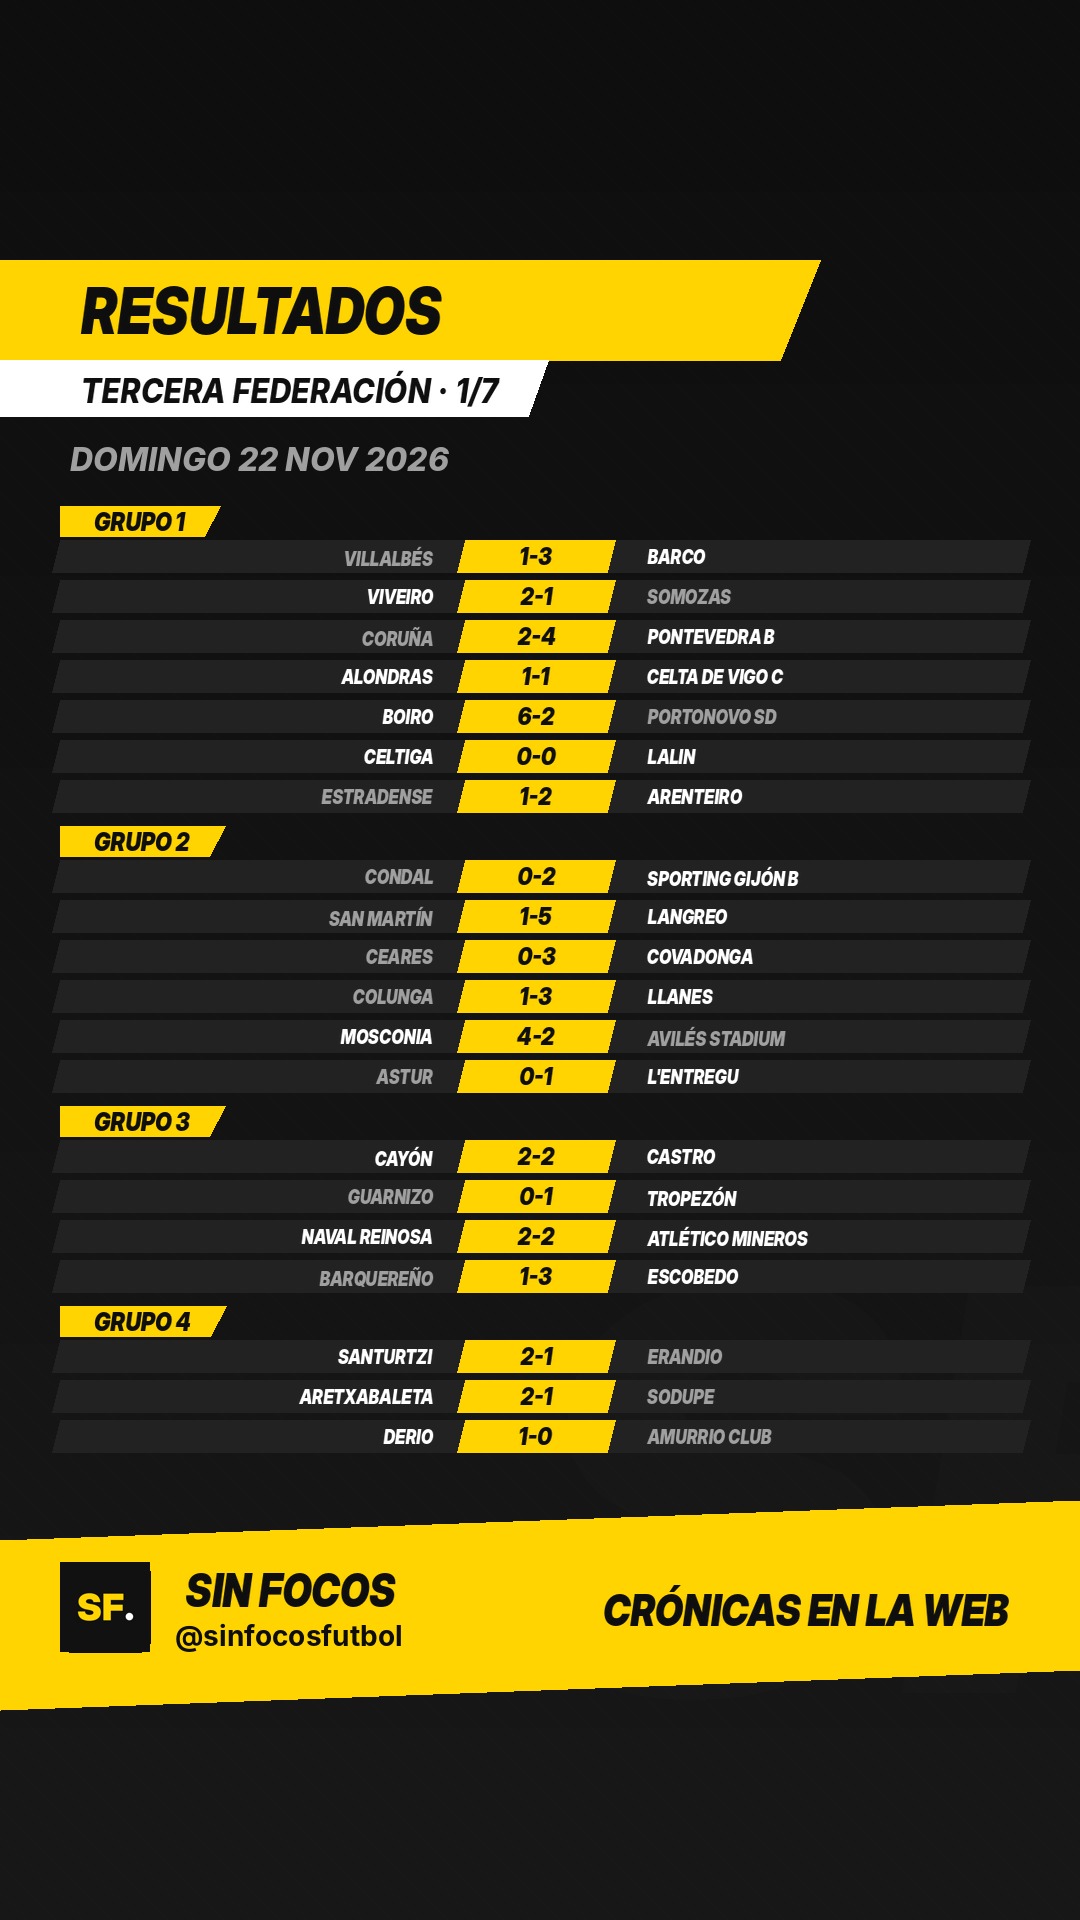 RESULTADOS
TERCERA FEDERACIÓN · 1/7
DOMINGO 22 NOV 2026
GRUPO 1
VILLALBÉS 1-3 BARCO
VIVEIRO 2-1 SOMOZAS
CORUÑA 2-4 PONTEVEDRA B
ALONDRAS 1-1 CELTA DE VIGO C
BOIRO 6-2 PORTONOVO SD
CELTIGA 0-0 LALIN
ESTRADENSE 1-2 ARENTEIRO
GRUPO 2
CONDAL 0-2 SPORTING GIJÓN B
SAN MARTÍN 1-5 LANGREO
CEARES 0-3 COVADONGA
COLUNGA 1-3 LLANES
MOSCONIA 4-2 AVILÉS STADIUM
ASTUR 0-1 L'ENTREGU
GRUPO 3
CAYÓN 2-2 CASTRO
GUARNIZO 0-1 TROPEZÓN
NAVAL REINOSA 2-2 ATLÉTICO MINEROS
BARQUEREÑO 1-3 ESCOBEDO
GRUPO 4
SANTURTZI 2-1 ERANDIO
ARETXABALETA 2-1 SODUPE
DERIO 1-0 AMURRIO CLUB
SF.
SIN FOCOS
@sinfocosfutbol
CRÓNICAS EN LA WEB